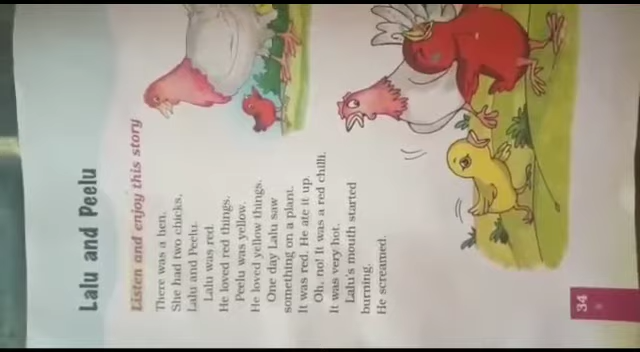 Lalu and Peelu
Listen and enjoy this story
There was a hen.
She had two chicks,
Lalu and Peelu.
Lalu was red.
He loved red things.
Peelu was yellow.
He loved yellow things.
One day Lalu saw
something on a plant.
It was red. He ate it up.
Oh, no! It was a red chilli.
It was very hot.
Lalu's mouth started
burning.
He screamed.
34